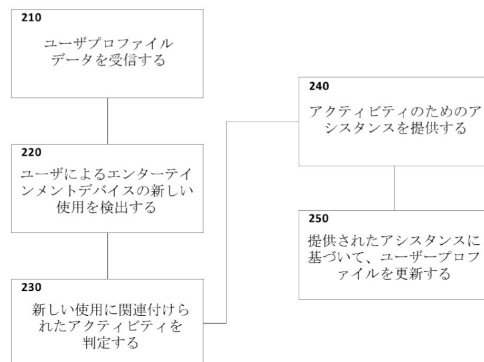 210
ユーザプロファイル
データを受信する
220
ユーザによるエンターテイ
ンメントデバイスの新しい
使用を検出する
230
新しい使用に関連付けけ
られたアクティビティを
判定する
240
アクティビティのためのア
シスタンスを提供する
250
提供されたアシスタンスに
基づいて、ユーザープロフ
ァイルを更新する